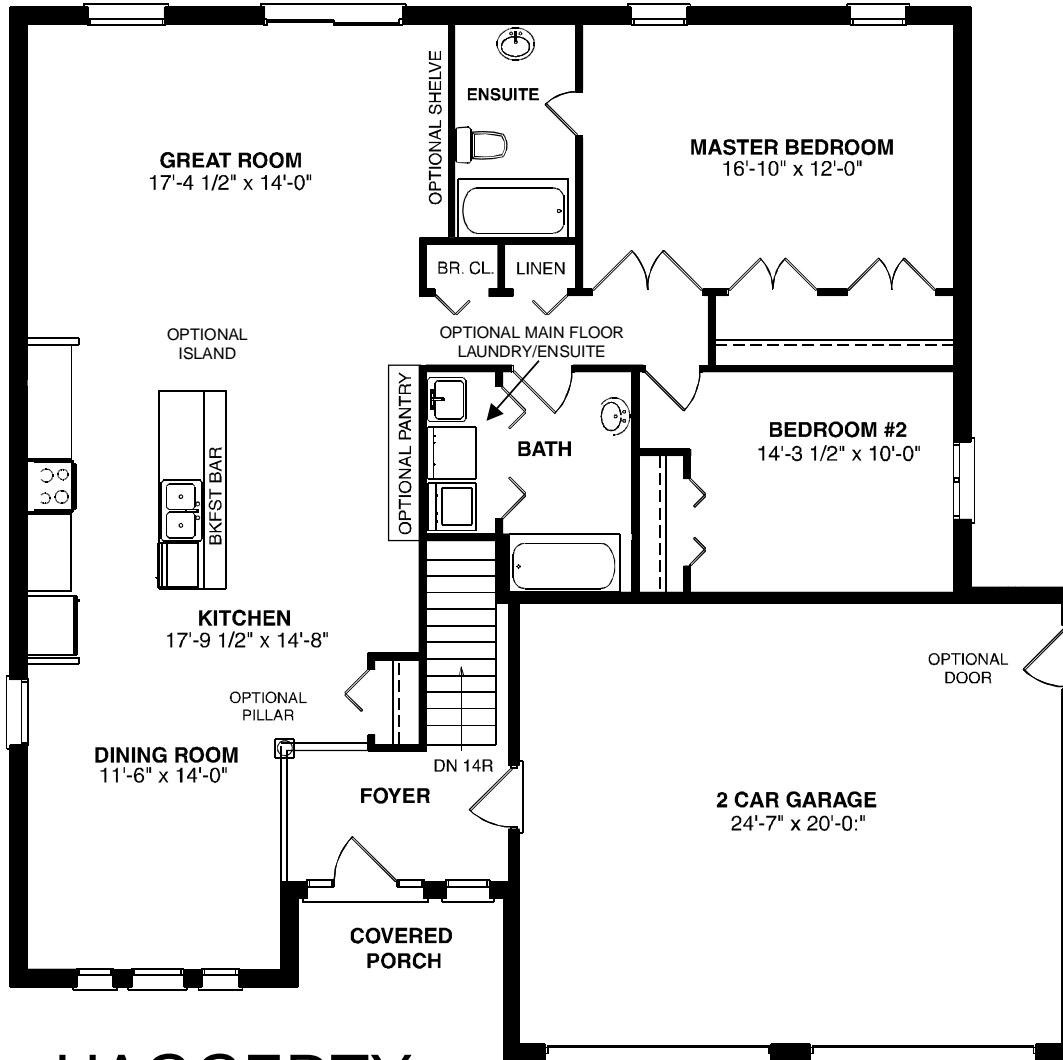 OPTIONAL SHELVE
ENSUITE
GREAT ROOM
17'-4 1/2" x 14'-0"
MASTER BEDROOM
16'-10" x 12'-0"
BR. CL.
LINEN
OPTIONAL
ISLAND
OPTIONAL MAIN FLOOR
LAUNDRY/ENSUITE
OPTIONAL PANTRY
BATH
BEDROOM #2
14'-3 1/2" x 10'-0"
BKFST BAR
KITCHEN
17'-9 1/2" x 14'-8"
OPTIONAL
DOOR
OPTIONAL
PILLAR
DINING ROOM
11'-6" x 14'-0"
DN 14R
FOYER
2 CAR GARAGE
24'-7" x 20'-0:"
COVERED
PORCH
HAGGERTY